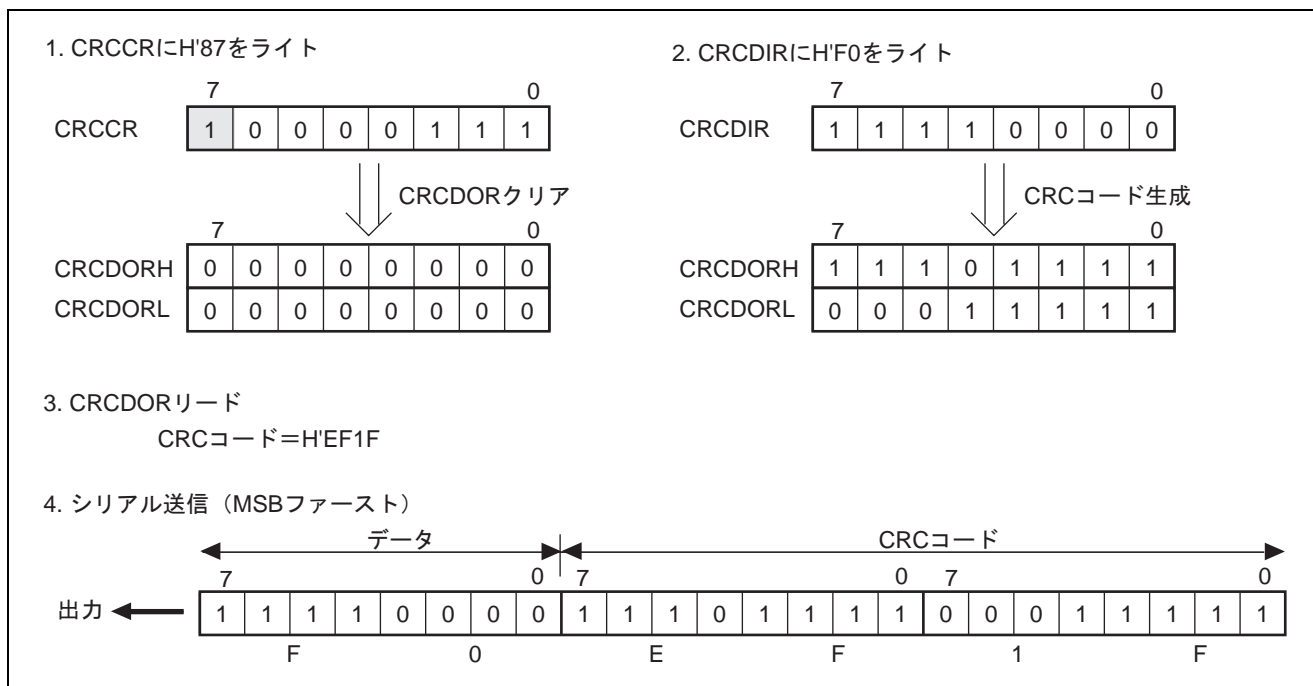 1. CRCCRにH'87をライト
7 0
CRCCR 1 0 0 0 0 1 1 1
CRCDORクリア
7 0
CRCDORH 0 0 0 0 0 0 0 0
CRCDORL 0 0 0 0 0 0 0 0
2. CRCDIRにH'F0をライト
7 0
CRCDIR 1 1 1 1 0 0 0 0
CRCコード生成
7 0
CRCDORH 1 1 1 0 1 1 1 1
CRCDORL 0 0 0 1 1 1 1 1
3. CRCDORリード
CRCコード＝H'EF1F
4. シリアル送信（MSBファースト）
データ CRCコード
7 0 7 0 7 0
出力 1 1 1 1 0 0 0 0 1 1 1 0 1 1 1 1 0 0 0 1 1 1 1 1
F 0 E F 1 F